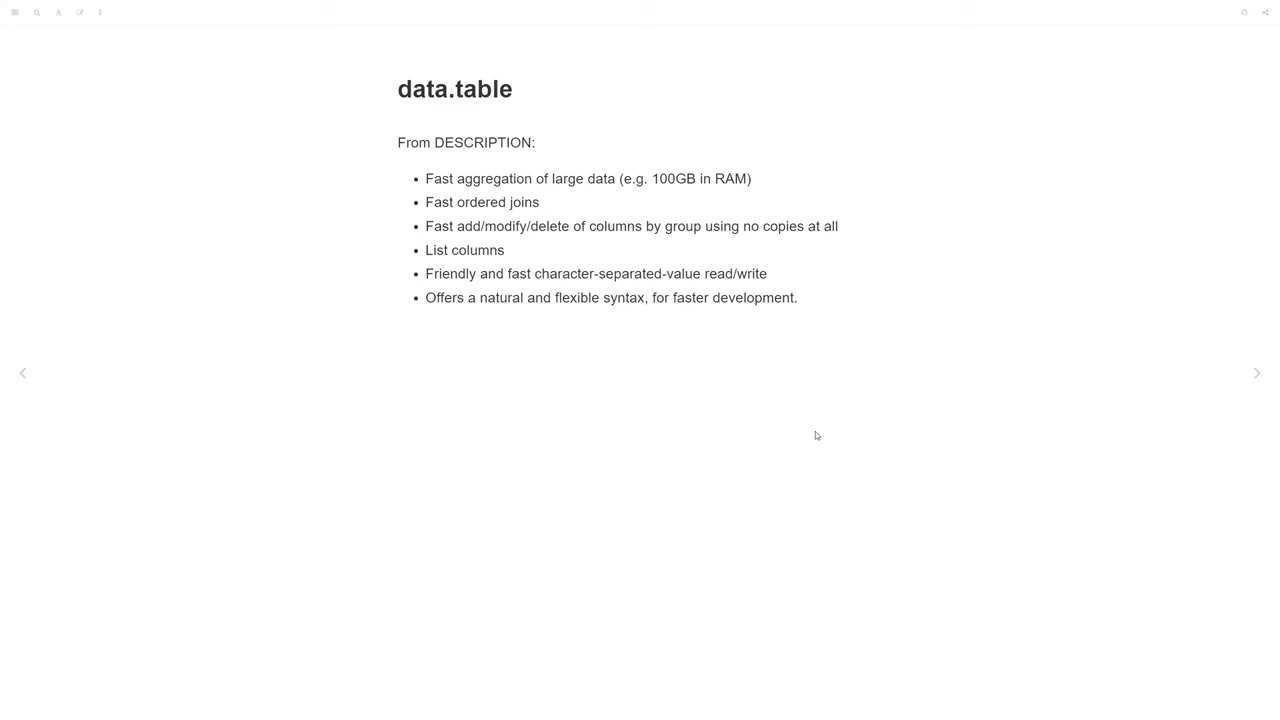 data.table
From DESCRIPTION:
• Fast aggregation of large data (e.g. 100GB in RAM)
• Fast ordered joins
• Fast add/modify/delete of columns by group using no copies at all
• List columns
• Friendly and fast character-separated-value read/write
• Offers a natural and flexible syntax, for faster development.